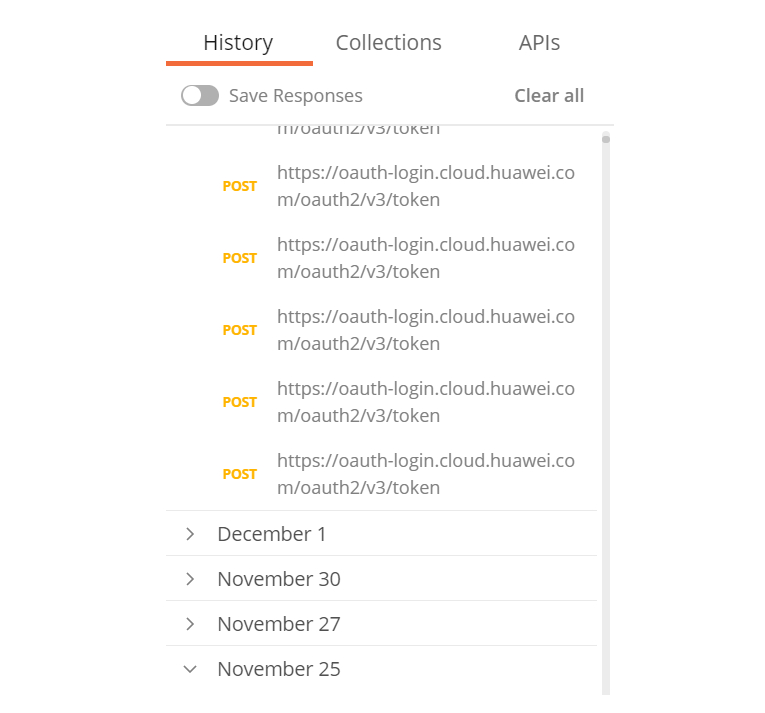 History Collections APIs
Save Responses Clear all
m/oauth2/v3/token
POST https://oauth-login.cloud.huawei.co
m/oauth2/v3/token
POST https://oauth-login.cloud.huawei.co
m/oauth2/v3/token
POST https://oauth-login.cloud.huawei.co
m/oauth2/v3/token
POST https://oauth-login.cloud.huawei.co
m/oauth2/v3/token
POST https://oauth-login.cloud.huawei.co
m/oauth2/v3/token
December 1
November 30
November 27
November 25